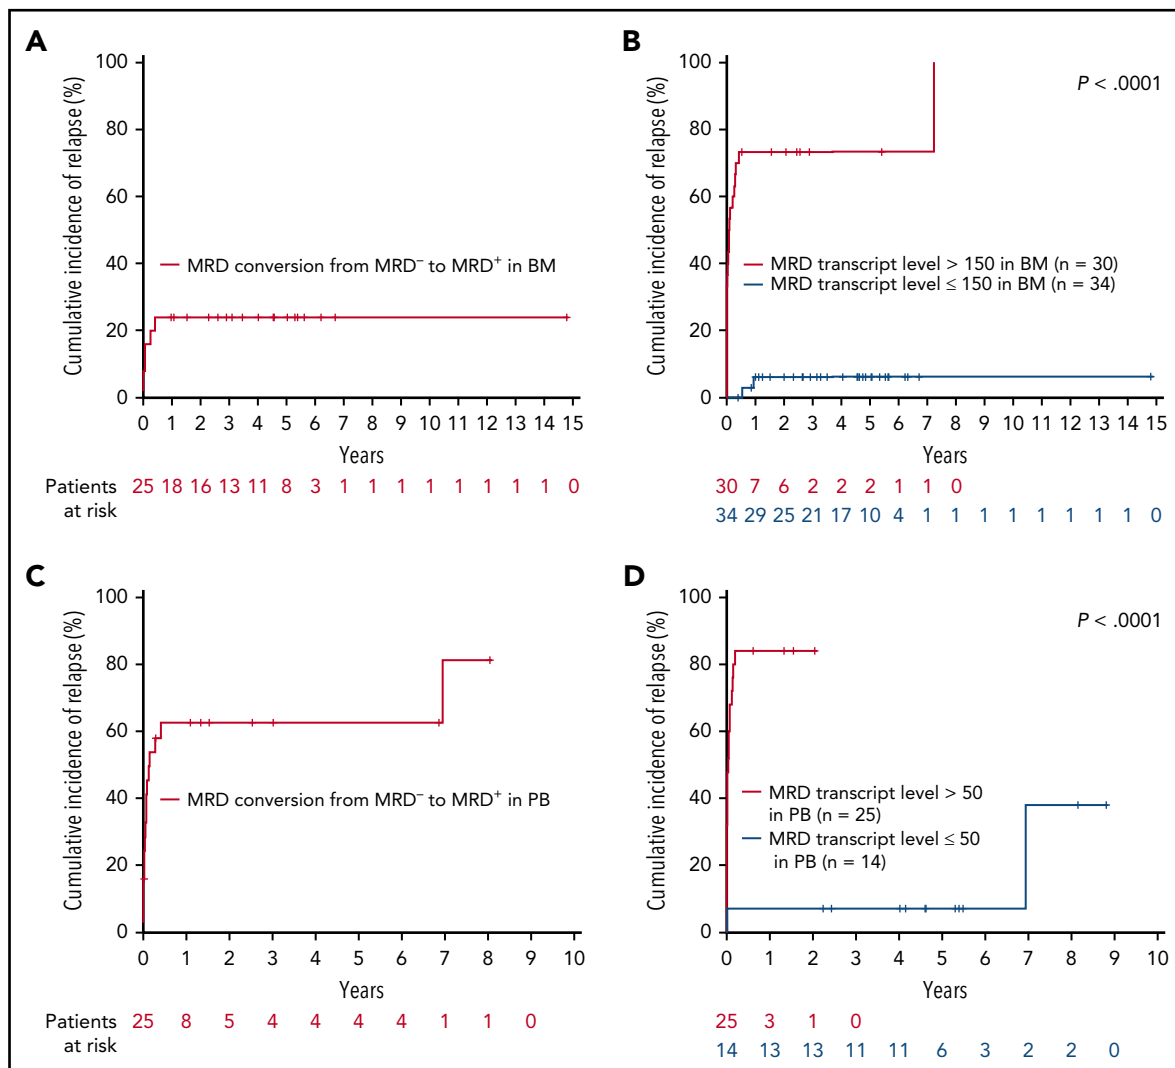 A
Cumulative incidence of relapse (%)
100
80
60
40
20
0
MRD conversion from MRD⁻ to MRD⁺ in BM
0 1 2 3 4 5 6 7 8 9 10 11 12 13 14 15
Years
Patients at risk
25 18 16 13 11 8 3 1 1 1 1 1 1 1 1 0
B
Cumulative incidence of relapse (%)
100
80
60
40
20
0
P < .0001
MRD transcript level > 150 in BM (n = 30)
MRD transcript level ≤ 150 in BM (n = 34)
0 1 2 3 4 5 6 7 8 9 10 11 12 13 14 15
Years
30 7 6 2 2 2 1 1 0
34 29 25 21 17 10 4 1 1 1 1 1 1 1 1 0
C
Cumulative incidence of relapse (%)
100
80
60
40
20
0
MRD conversion from MRD⁻ to MRD⁺ in PB
0 1 2 3 4 5 6 7 8 9 10
Years
Patients at risk
25 8 5 4 4 4 4 1 1 0
D
Cumulative incidence of relapse (%)
100
80
60
40
20
0
P < .0001
MRD transcript level > 50
in PB (n = 25)
MRD transcript level ≤ 50
in PB (n = 14)
0 1 2 3 4 5 6 7 8 9 10
Years
25 3 1 0
14 13 13 11 11 6 3 2 2 0